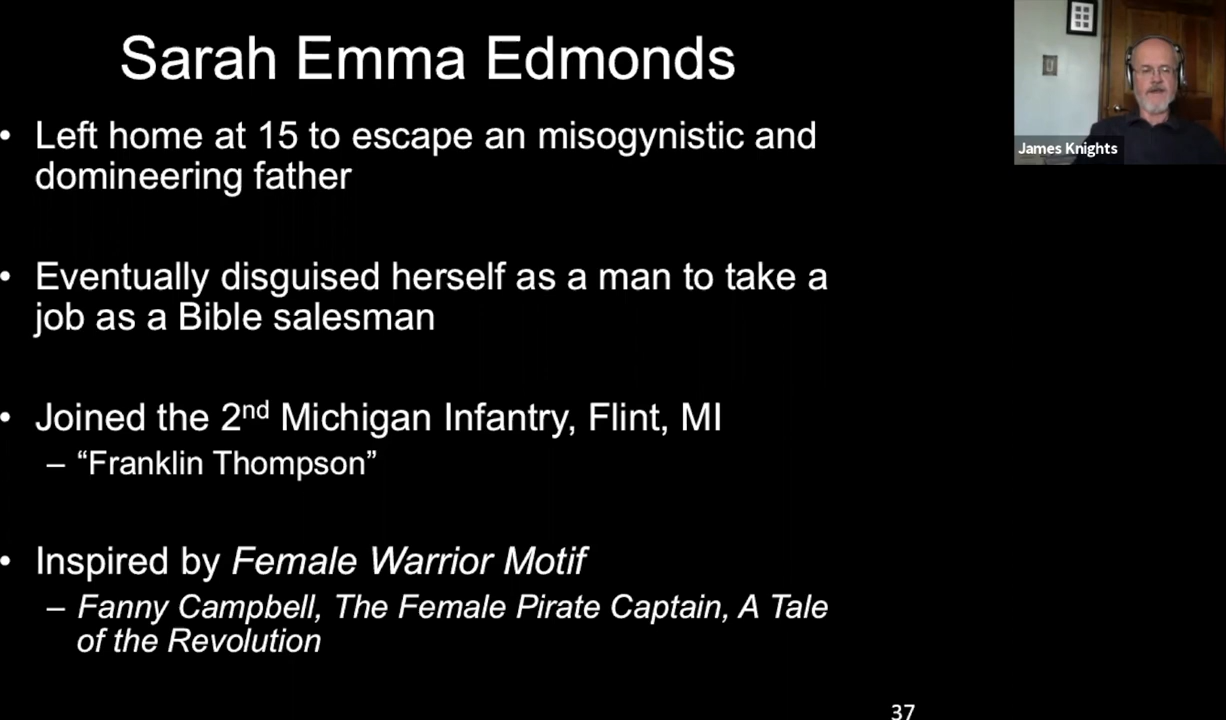 Sarah Emma Edmonds
• Left home at 15 to escape an misogynistic and
domineering father
• Eventually disguised herself as a man to take a
job as a Bible salesman
• Joined the 2nd Michigan Infantry, Flint, MI
– “Franklin Thompson”
• Inspired by Female Warrior Motif
– Fanny Campbell, The Female Pirate Captain, A Tale
of the Revolution
37
James Knights